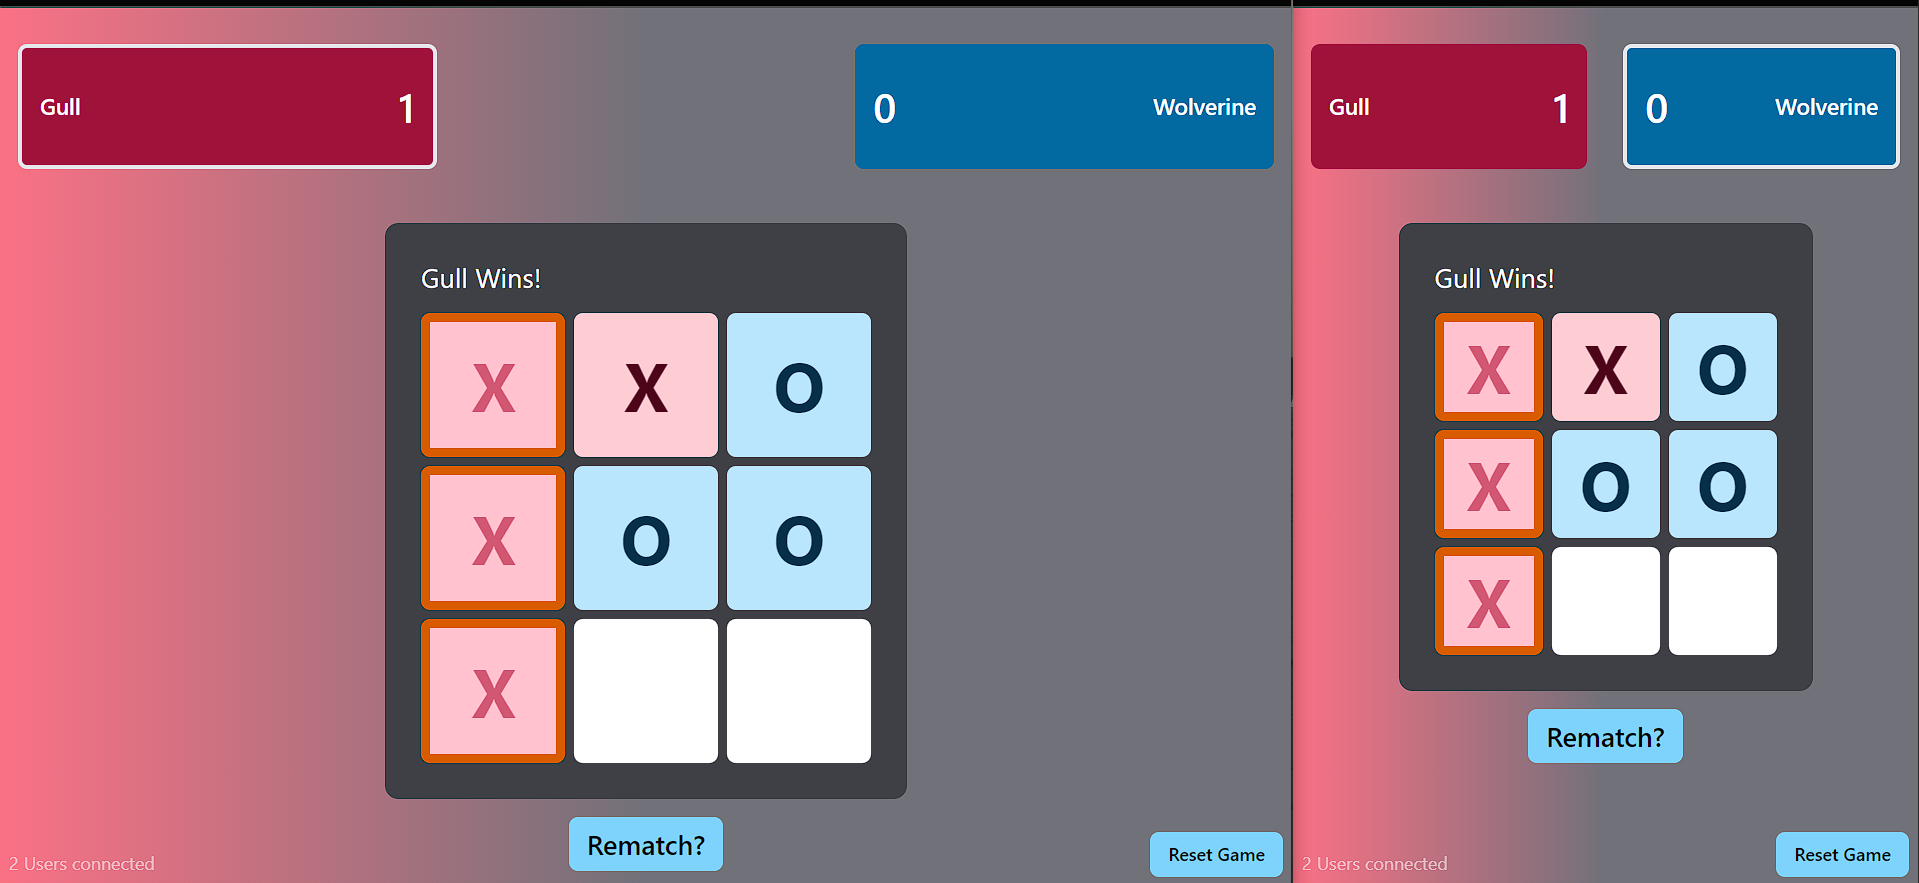 Gull 1
0 Wolverine
Gull Wins!
X X O
X O O
X
Rematch?
2 Users connected
Reset Game
Gull 1
0 Wolverine
Gull Wins!
X X O
X O O
X
Rematch?
2 Users connected
Reset Game